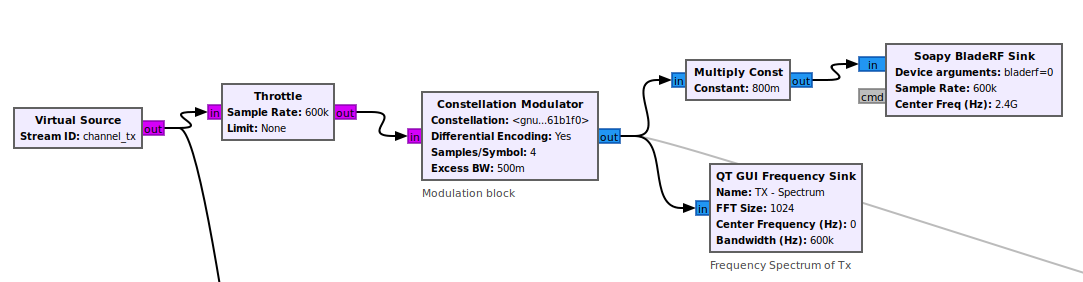 Virtual Source
Stream ID: channel_tx
out
in
Throttle
Sample Rate: 600k
Limit: None
out
in
Constellation Modulator
Constellation: <gnu...61b1f0>
Differential Encoding: Yes
Samples/Symbol: 4
Excess BW: 500m
out
Modulation block
in
Multiply Const
Constant: 800m
out
in
cmd
Soapy BladeRF Sink
Device arguments: bladerf=0
Sample Rate: 600k
Center Freq (Hz): 2.4G
in
QT GUI Frequency Sink
Name: TX - Spectrum
FFT Size: 1024
Center Frequency (Hz): 0
Bandwidth (Hz): 600k
Frequency Spectrum of Tx